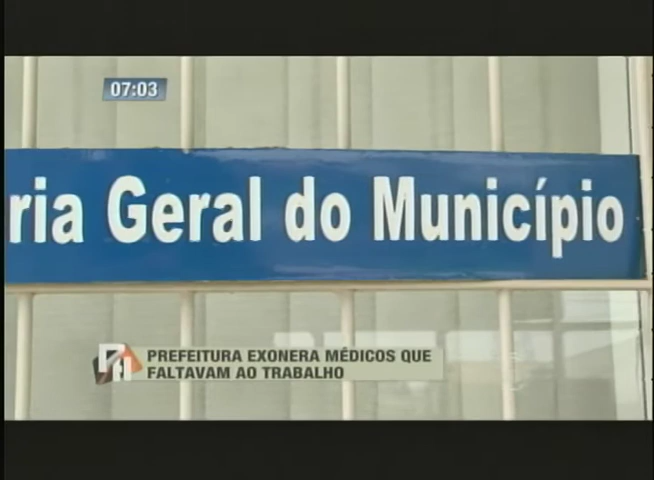 07:03
ria Geral do Município
PREFEITURA EXONERA MÉDICOS QUE
FALTAVAM AO TRABALHO